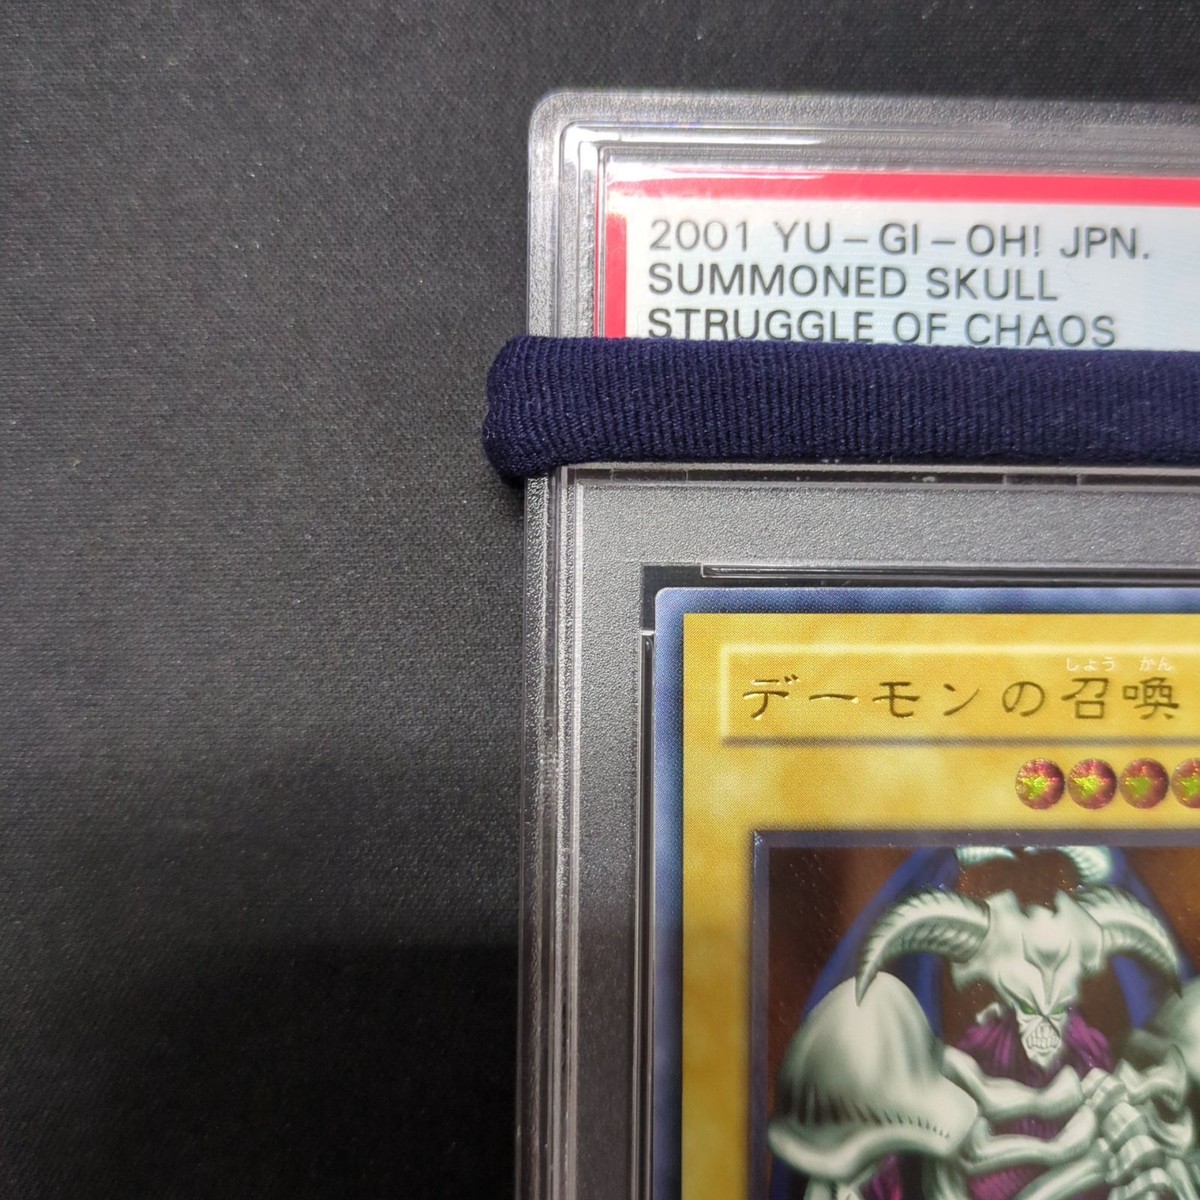 2001 YU-GI-OH! JPN.
SUMMONED SKULL
STRUGGLE OF CHAOS
しょう かん
デーモンの召喚